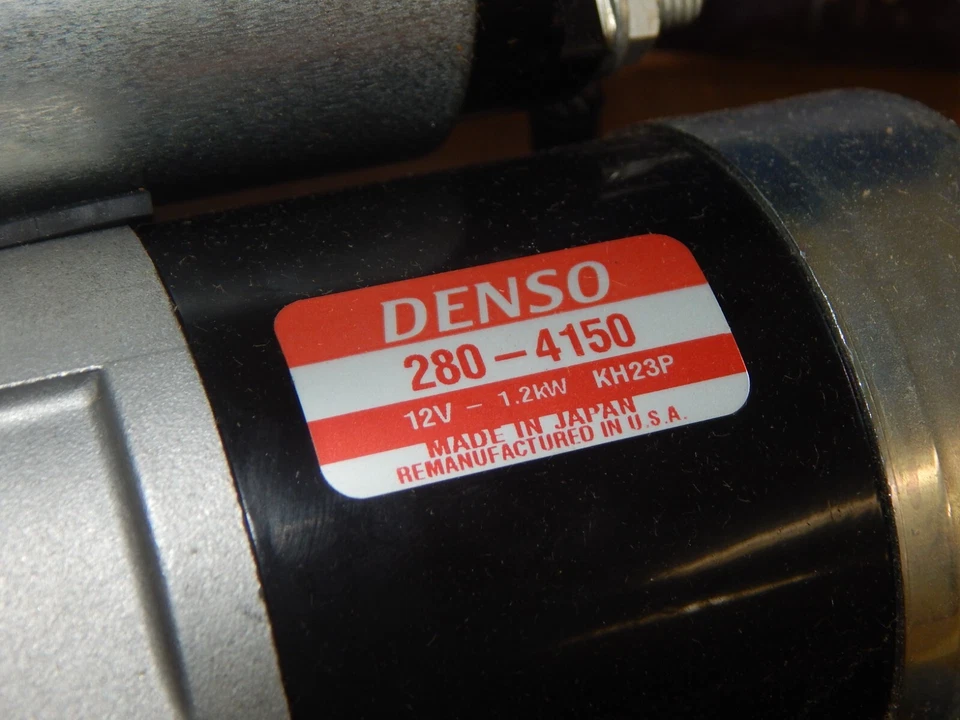 DENSO
280-4150
12V - 1.2kW KH23P
MADE IN JAPAN
REMANUFACTURED IN U.S.A.